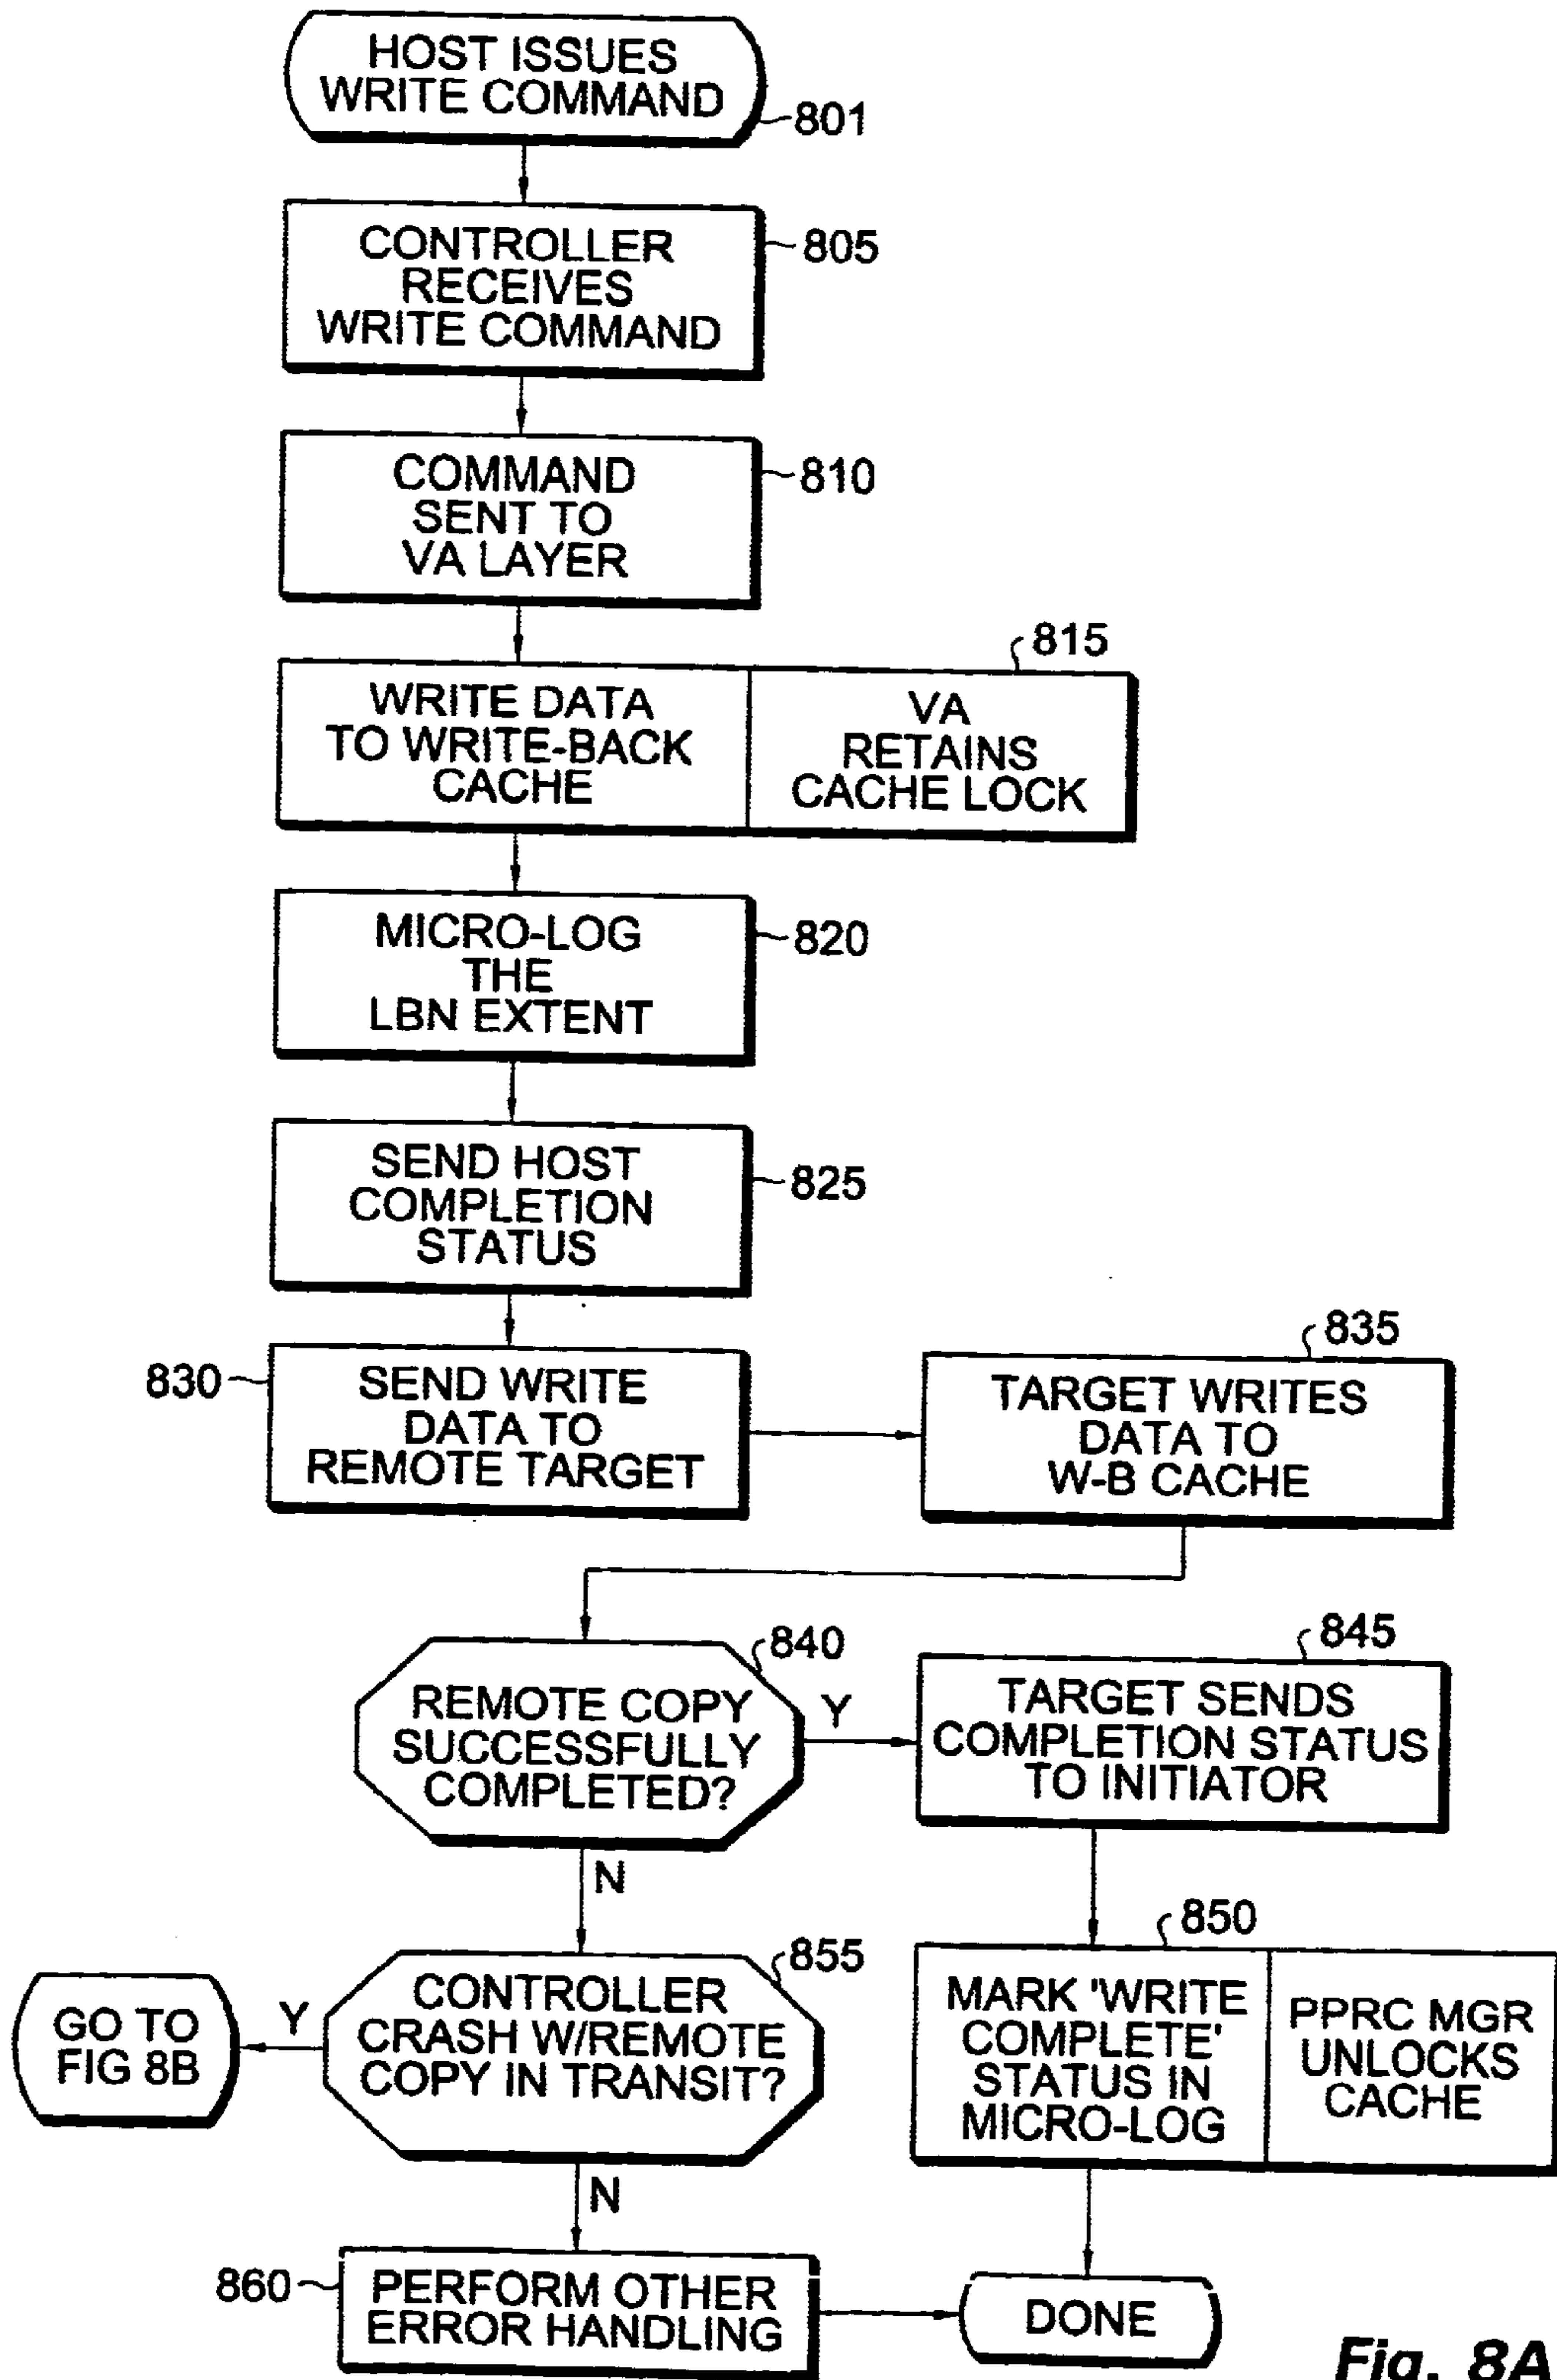 HOST ISSUES
WRITE COMMAND
801
CONTROLLER
RECEIVES
WRITE COMMAND
805
COMMAND
SENT TO
VA LAYER
810
WRITE DATA
TO WRITE-BACK
CACHE
815
VA
RETAINS
CACHE LOCK
MICRO-LOG
THE
LBN EXTENT
820
SEND HOST
COMPLETION
STATUS
825
830
SEND WRITE
DATA TO
REMOTE TARGET
835
TARGET WRITES
DATA TO
W-B CACHE
840
REMOTE COPY
SUCCESSFULLY
COMPLETED?
Y
N
845
TARGET SENDS
COMPLETION STATUS
TO INITIATOR
850
MARK 'WRITE
COMPLETE'
STATUS IN
MICRO-LOG
PPRC MGR
UNLOCKS
CACHE
855
CONTROLLER
CRASH W/REMOTE
COPY IN TRANSIT?
Y
N
GO TO
FIG 8B
860
PERFORM OTHER
ERROR HANDLING
DONE
Fig. 8A